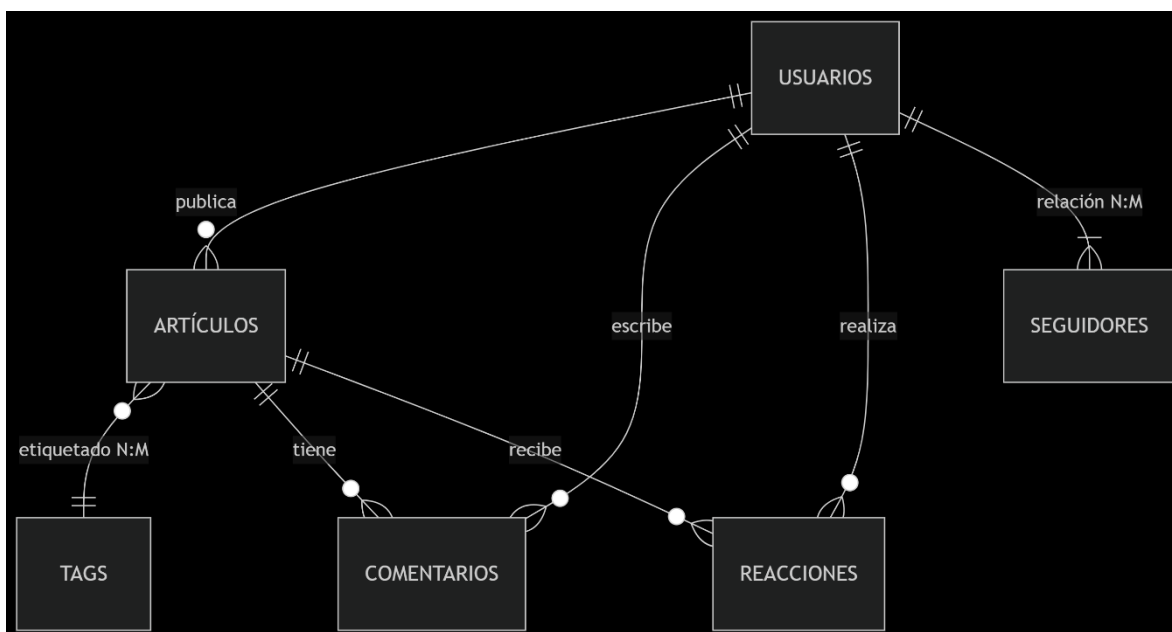 USUARIOS
publica
relación N:M
ARTÍCULOS
escribe
realiza
SEGUIDORES
etiquetado N:M
tiene
recibe
TAGS
COMENTARIOS
REACCIONES